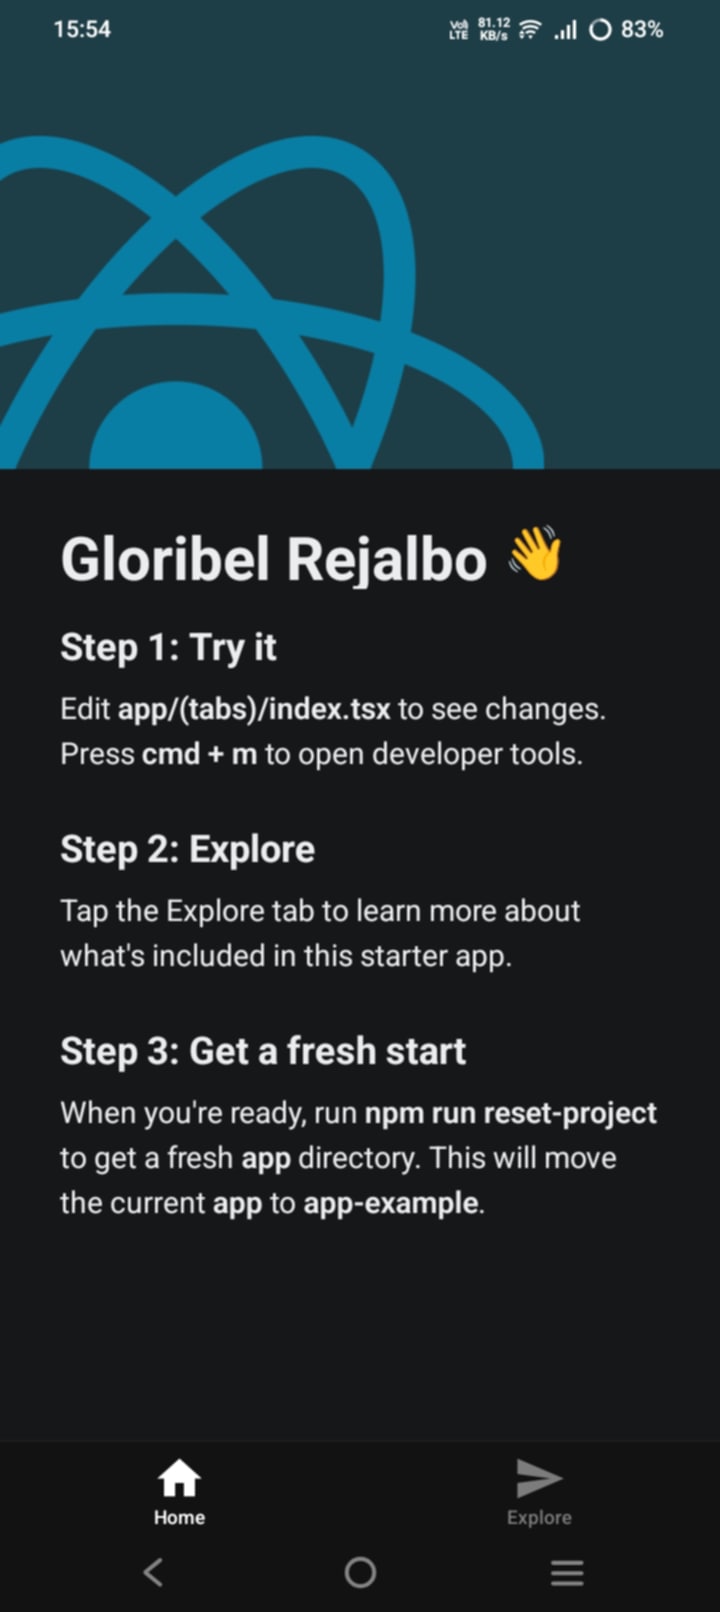 15:54 Vo) LTE 81.12 KB/s 83%
Gloribel Rejalbo 👋
Step 1: Try it
Edit app/(tabs)/index.tsx to see changes.
Press cmd + m to open developer tools.
Step 2: Explore
Tap the Explore tab to learn more about
what's included in this starter app.
Step 3: Get a fresh start
When you're ready, run npm run reset-project
to get a fresh app directory. This will move
the current app to app-example.
Home Explore